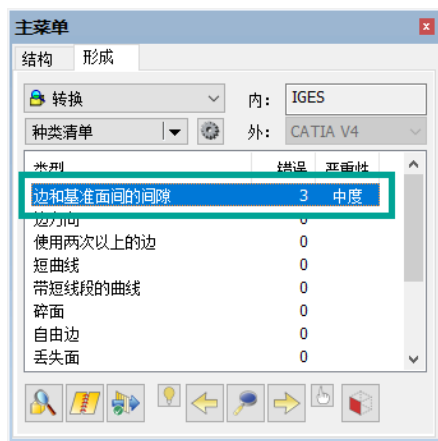 主菜单
结构 形成
转换 内: IGES
种类清单 外: CATIA V4
类型 错误 严重性
边和基准面间的间隙 3 中度
边方向 0
使用两次以上的边 0
短曲线 0
带短线段的曲线 0
碎面 0
自由边 0
丢失面 0